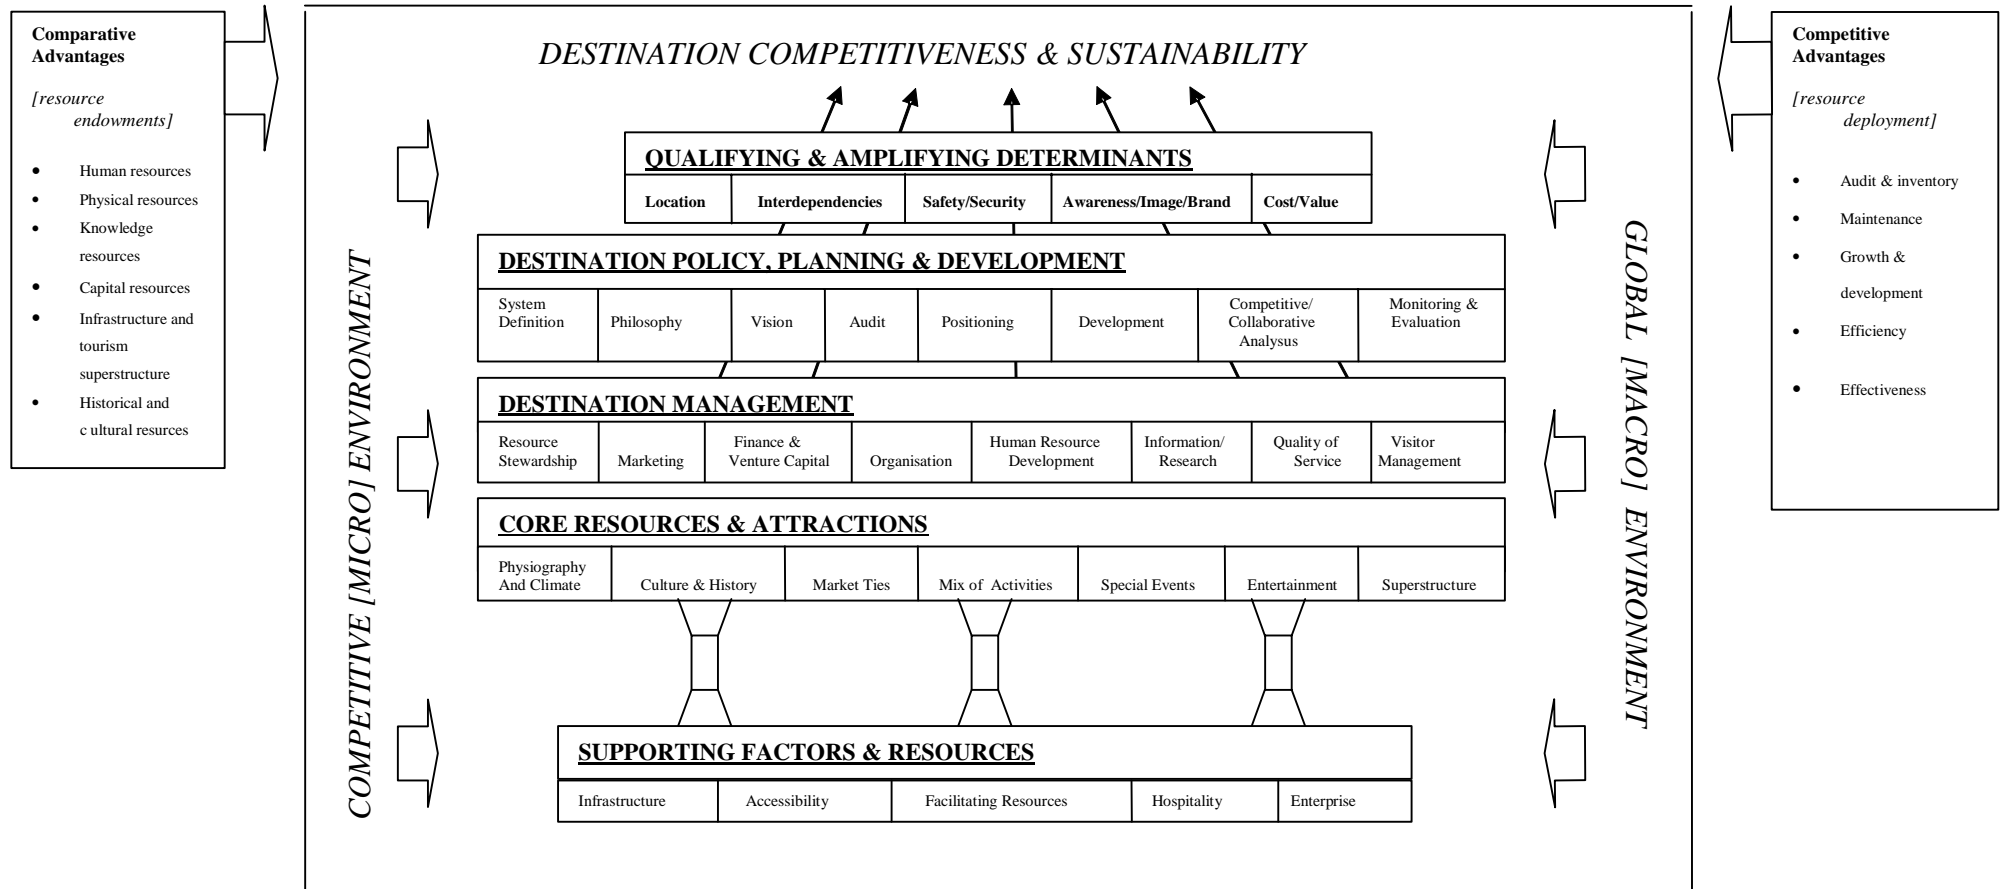 Comparative
Advantages
[resource
endowments]
• Human resources
• Physical resources
• Knowledge
resources
• Capital resources
• Infrastructure and
tourism
superstructure
• Historical and
c ultural resurces
COMPETITIVE [MICRO] ENVIRONMENT
DESTINATION COMPETITIVENESS & SUSTAINABILITY
QUALIFYING & AMPLIFYING DETERMINANTS
Location Interdependencies Safety/Security Awareness/Image/Brand Cost/Value
DESTINATION POLICY, PLANNING & DEVELOPMENT
System
Definition
Philosophy
Vision
Audit
Positioning
Development
Competitive/
Collaborative
Analysus
Monitoring &
Evaluation
DESTINATION MANAGEMENT
Resource
Stewardship
Marketing
Finance &
Venture Capital
Organisation
Human Resource
Development
Information/
Research
Quality of
Service
Visitor
Management
CORE RESOURCES & ATTRACTIONS
Physiography
And Climate
Culture & History
Market Ties
Mix of Activities
Special Events
Entertainment
Superstructure
SUPPORTING FACTORS & RESOURCES
Infrastructure Accessibility Facilitating Resources Hospitality Enterprise
GLOBAL [MACRO] ENVIRONMENT
Competitive
Advantages
[resource
deployment]
• Audit & inventory
• Maintenance
• Growth &
development
• Efficiency
• Effectiveness